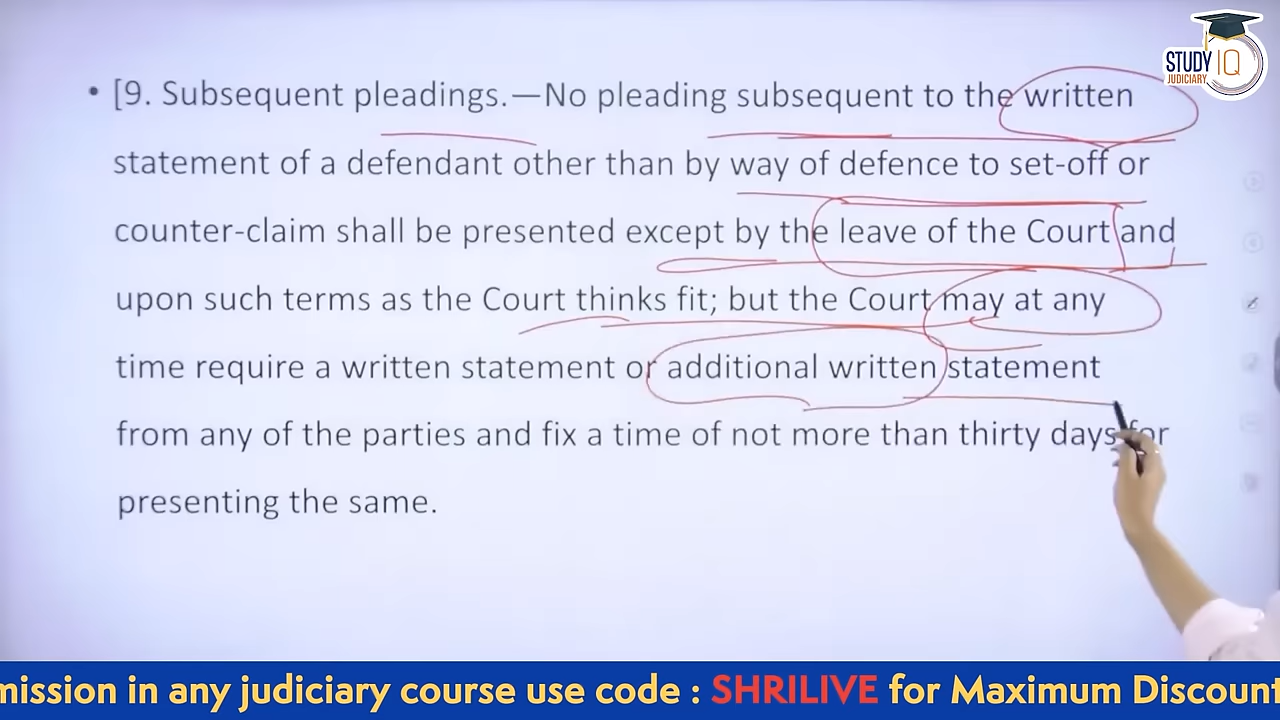 STUDY IQ
JUDICIARY
• [9. Subsequent pleadings.—No pleading subsequent to the written
statement of a defendant other than by way of defence to set-off or
counter-claim shall be presented except by the leave of the Court and
upon such terms as the Court thinks fit; but the Court may at any
time require a written statement or additional written statement
from any of the parties and fix a time of not more than thirty days for
presenting the same.
mission in any judiciary course use code : SHRILIVE for Maximum Discount